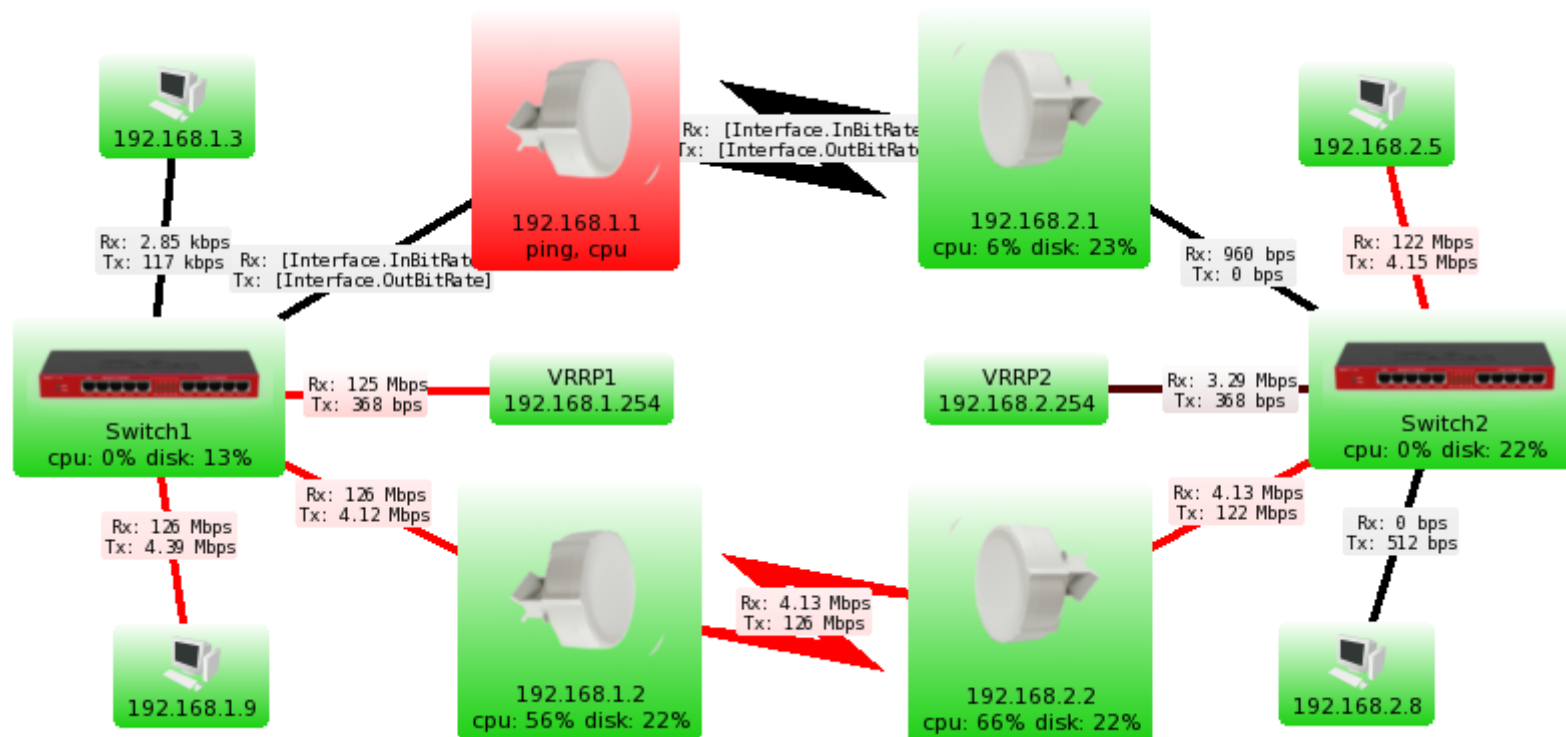 192.168.1.3
Rx: 2.85 kbps
Tx: 117 kbps
Rx: [Interface.InBitRate
Tx: [Interface.OutBitRate]
192.168.1.1
ping, cpu
Rx: [Interface.InBitRate
Tx: [Interface.OutBitRate
192.168.2.1
cpu: 6% disk: 23%
192.168.2.5
Rx: 960 bps
Tx: 0 bps
Rx: 122 Mbps
Tx: 4.15 Mbps
Switch1
cpu: 0% disk: 13%
Rx: 125 Mbps
Tx: 368 bps
VRRP1
192.168.1.254
VRRP2
192.168.2.254
Rx: 3.29 Mbps
Tx: 368 bps
Switch2
cpu: 0% disk: 22%
Rx: 126 Mbps
Tx: 4.39 Mbps
Rx: 126 Mbps
Tx: 4.12 Mbps
192.168.1.9
192.168.1.2
cpu: 56% disk: 22%
Rx: 4.13 Mbps
Tx: 126 Mbps
192.168.2.2
cpu: 66% disk: 22%
Rx: 4.13 Mbps
Tx: 122 Mbps
Rx: 0 bps
Tx: 512 bps
192.168.2.8